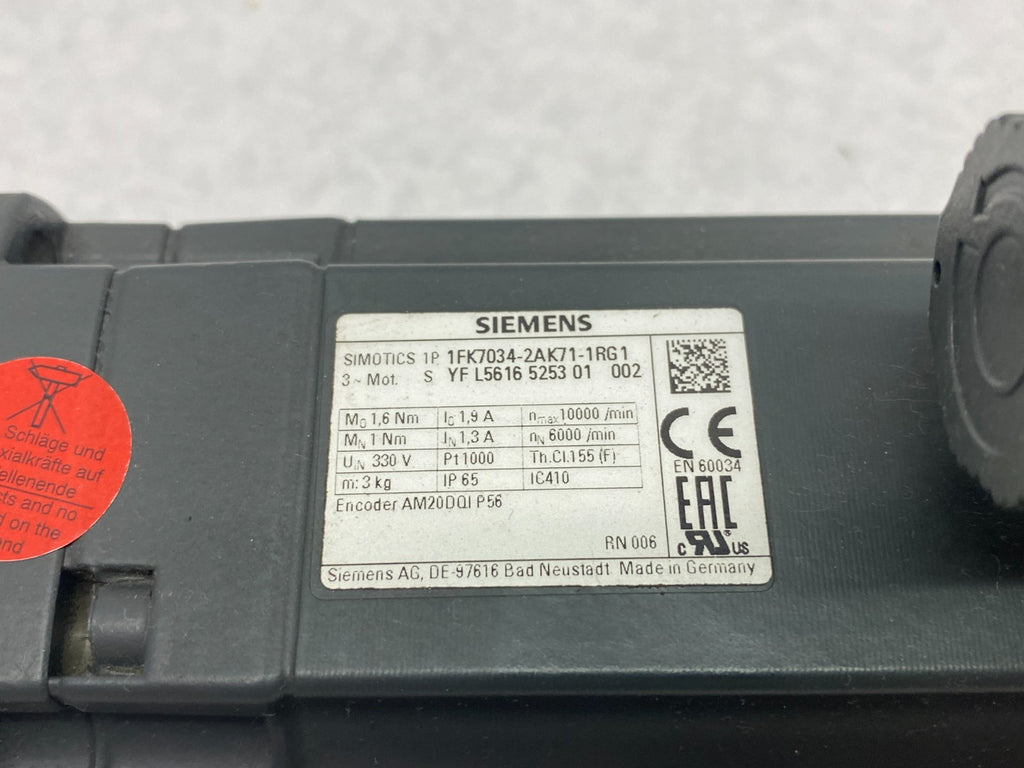 SIEMENS
SIMOTICS 1P 1FK7034-2AK71-1RG1
3~ Mot. S YF L5616 5253 01 002
M₀ 1,6 Nm I₀ 1,9 A nmax 10000 /min
MN 1 Nm IN 1,3 A nN 6000 /min
UIN 330 V Pt1000 Th.Cl.155 (F)
m: 3 kg IP 65 IC410
Encoder AM20DQI P56
RN 006
Siemens AG, DE-97616 Bad Neustadt Made in Germany
CE
EN 60034
EAC
c RU US
Schläge und
xialkräfte auf
ellenende
cts and no
d on the
end